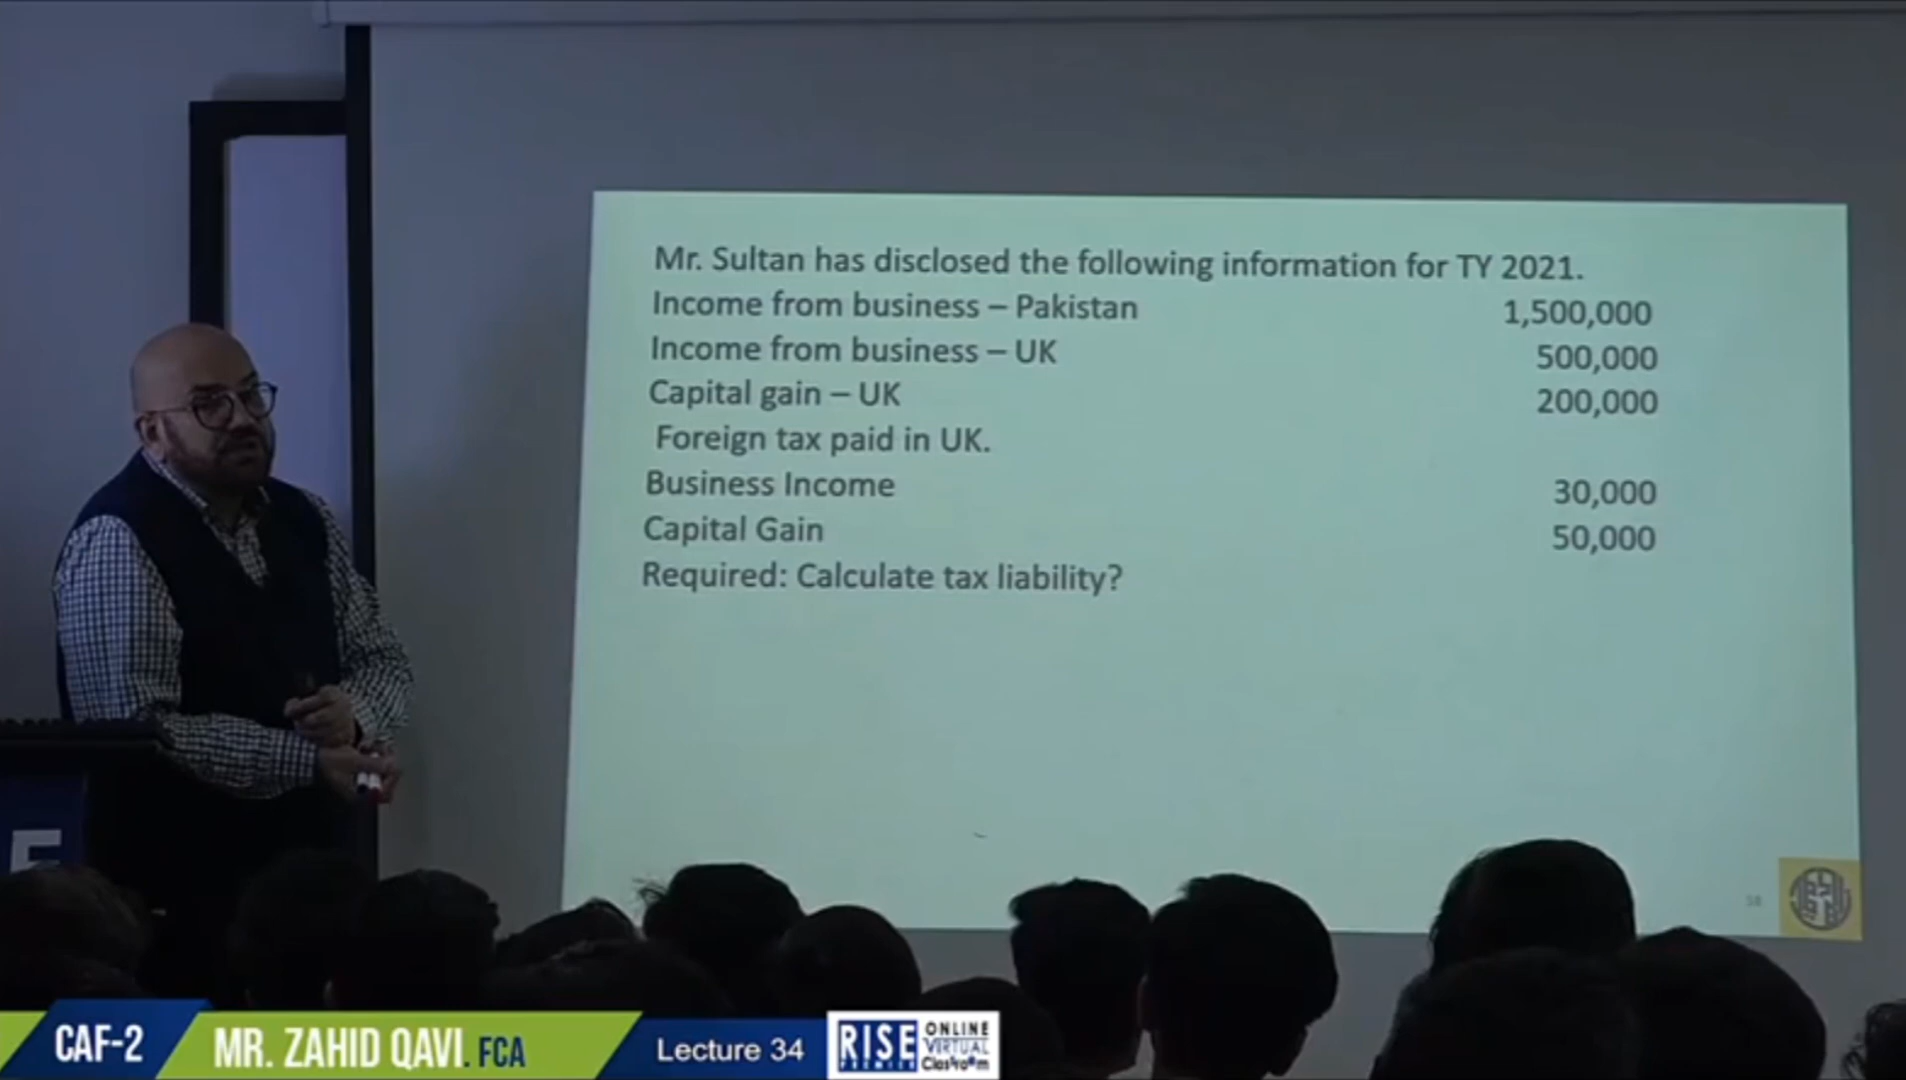 Mr. Sultan has disclosed the following information for TY 2021.
Income from business – Pakistan 1,500,000
Income from business – UK 500,000
Capital gain – UK 200,000
Foreign tax paid in UK.
Business Income 30,000
Capital Gain 50,000
Required: Calculate tax liability?
CAF-2
MR. ZAHID QAVI. FCA
Lecture 34
RISE
PREMIER
ONLINE
VIRTUAL
Classroom